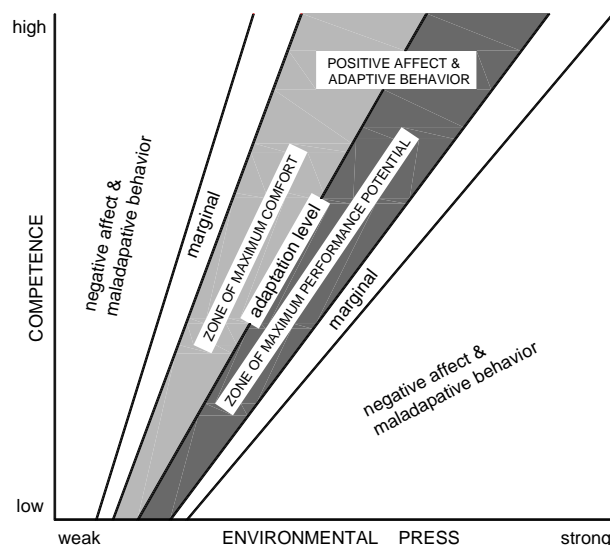 high
POSITIVE AFFECT &
ADAPTIVE BEHAVIOR
negative affect &
maladapative behavior
marginal
ZONE OF MAXIMUM COMFORT
adaptation level
ZONE OF MAXIMUM PERFORMANCE POTENTIAL
marginal
negative affect &
maladapative behavior
COMPETENCE
low
weak ENVIRONMENTAL PRESS strong